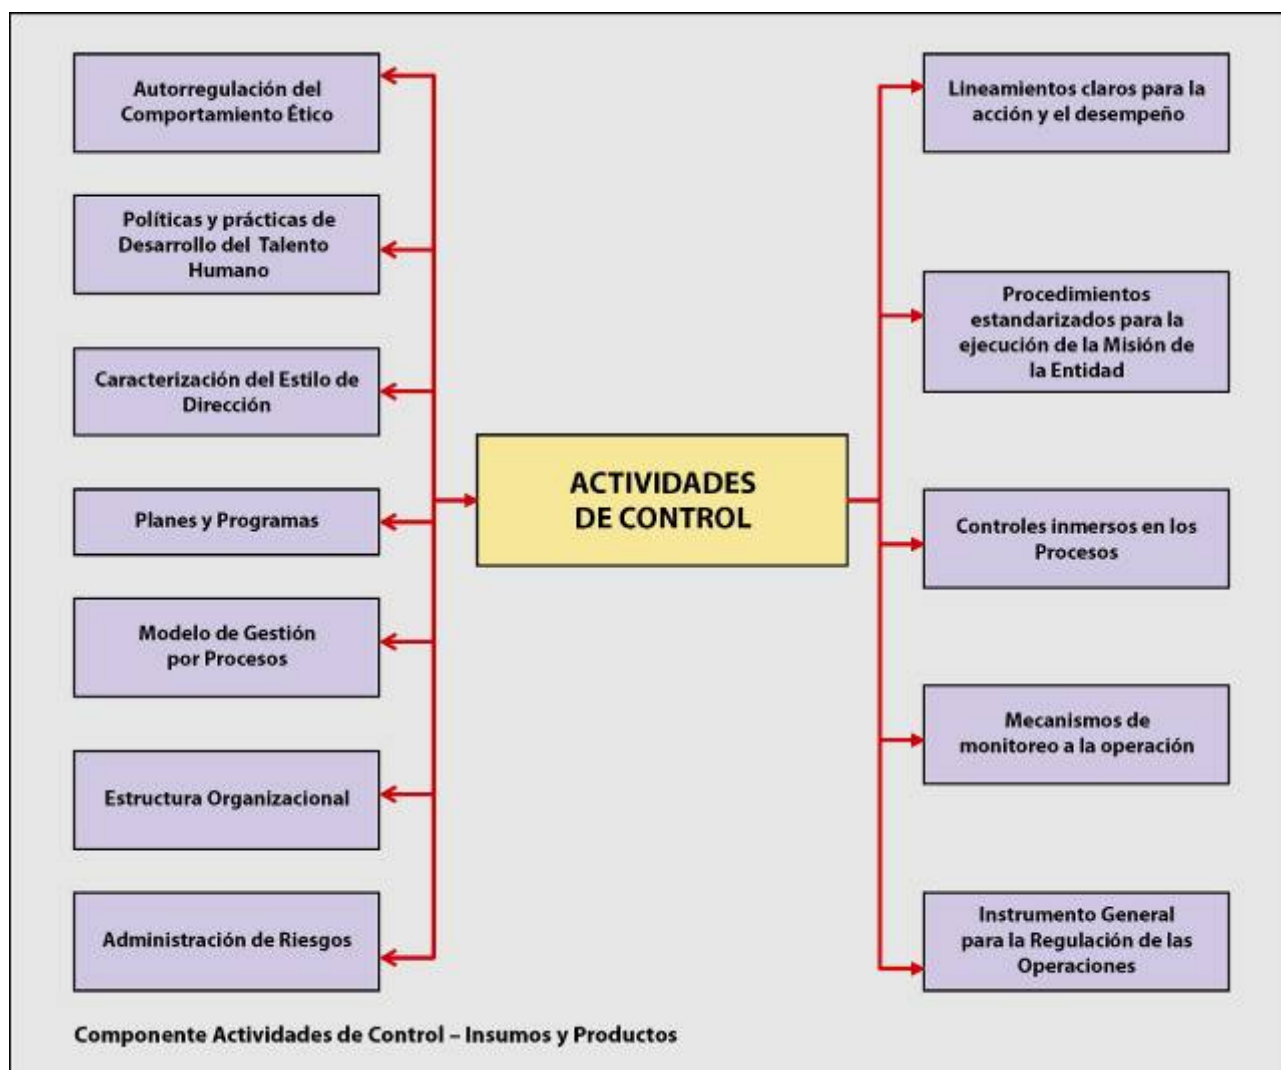 Autorregulación del
Comportamiento Ético
Políticas y prácticas de
Desarrollo del Talento
Humano
Caracterización del Estilo de
Dirección
Planes y Programas
Modelo de Gestión
por Procesos
Estructura Organizacional
Administración de Riesgos
ACTIVIDADES
DE CONTROL
Lineamientos claros para la
acción y el desempeño
Procedimientos
estandarizados para la
ejecución de la Misión de
la Entidad
Controles inmersos en los
Procesos
Mecanismos de
monitoreo a la operación
Instrumento General
para la Regulación de las
Operaciones
Componente Actividades de Control – Insumos y Productos